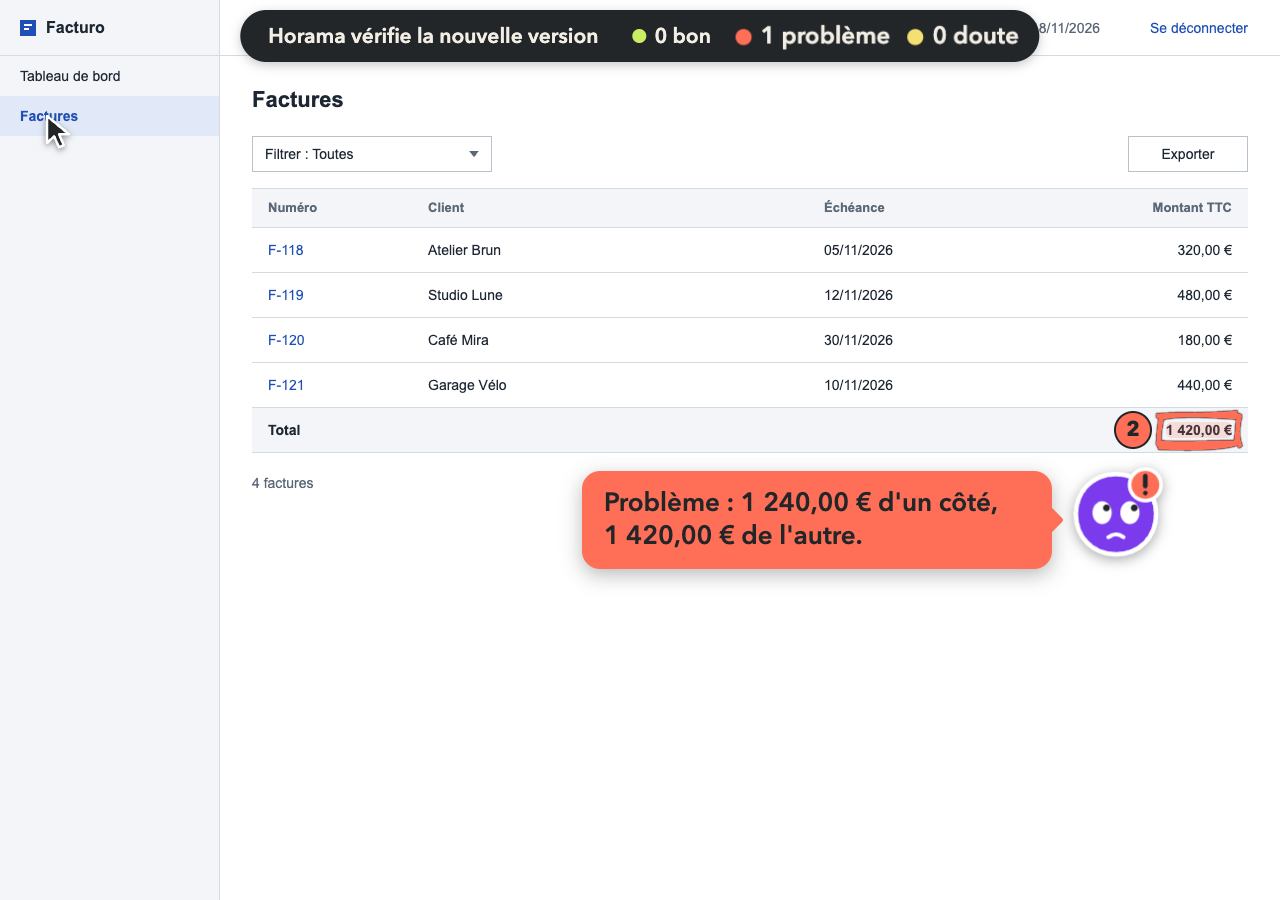 Facturo
Horama vérifie la nouvelle version 0 bon 1 problème 0 doute
8/11/2026
Se déconnecter
Tableau de bord
Factures
Factures
Filtrer : Toutes
Exporter
Numéro Client Échéance Montant TTC
F-118 Atelier Brun 05/11/2026 320,00 €
F-119 Studio Lune 12/11/2026 480,00 €
F-120 Café Mira 30/11/2026 180,00 €
F-121 Garage Vélo 10/11/2026 440,00 €
Total 2 1 420,00 €
4 factures
Problème : 1 240,00 € d'un côté,
1 420,00 € de l'autre.
!